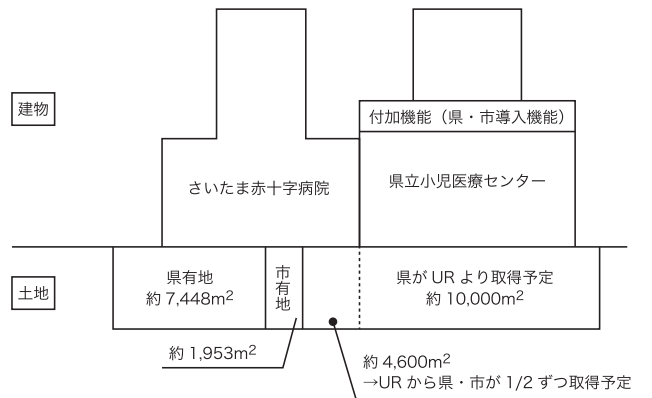 建物
付加機能（県・市導入機能）
さいたま赤十字病院
県立小児医療センター
土地
県有地
約 7,448m2
市有地
県が UR より取得予定
約 10,000m2
約 1,953m2
約 4,600m2
→UR から県・市が 1/2 ずつ取得予定